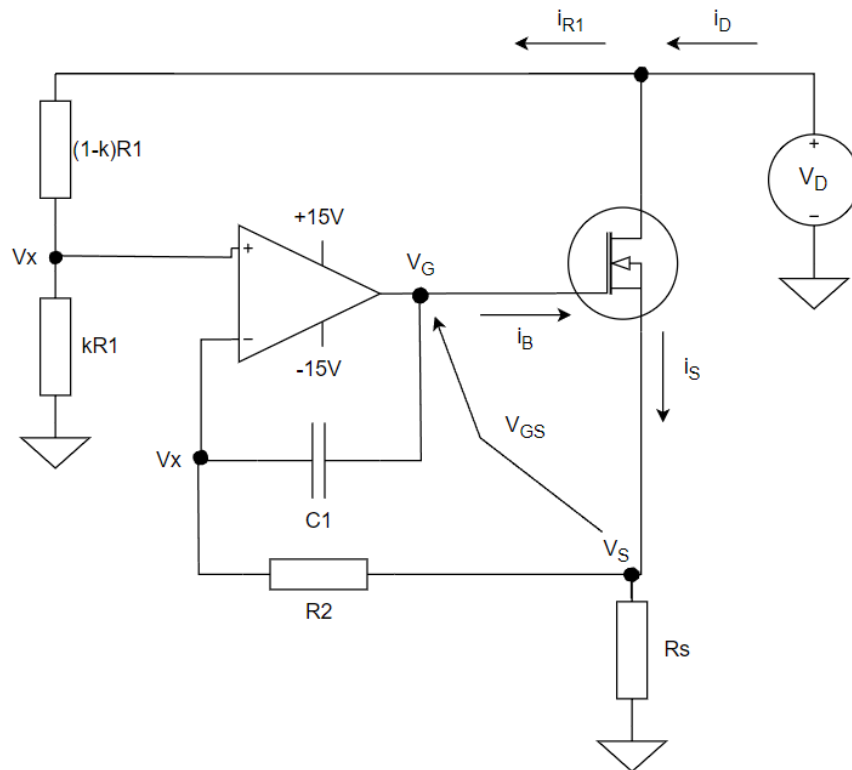 iR1
iD
(1-k)R1
+
VD
-
+15V
Vx
+
VG
kR1
-
-15V
iB
iS
VGS
Vx
C1
VS
R2
Rs